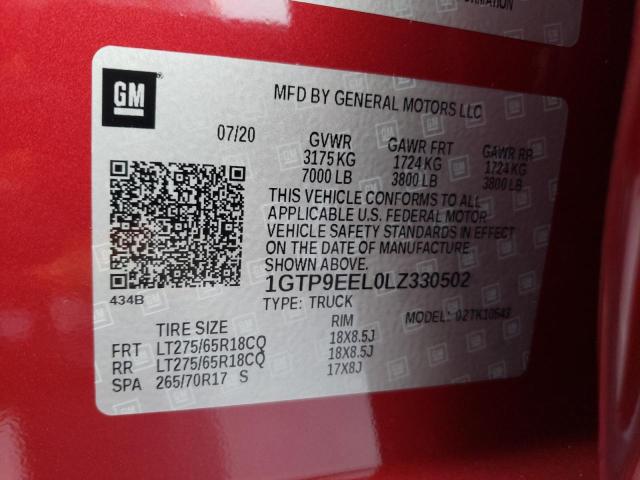 GM
MFD BY GENERAL MOTORS LLC
07/20 GVWR GAWR FRT GAWR RR
3175 KG 1724 KG 1724 KG
7000 LB 3800 LB 3800 LB
THIS VEHICLE CONFORMS TO ALL
APPLICABLE U.S. FEDERAL MOTOR
VEHICLE SAFETY STANDARDS IN EFFECT
ON THE DATE OF MANUFACTURE
SHOWN ABOVE.
1GTP9EEL0LZ330502
434B
TYPE: TRUCK MODEL:
TIRE SIZE RIM
FRT LT275/65R18CQ 18X8.5J
RR LT275/65R18CQ 18X8.5J
SPA 265/70R17 S 17X8J